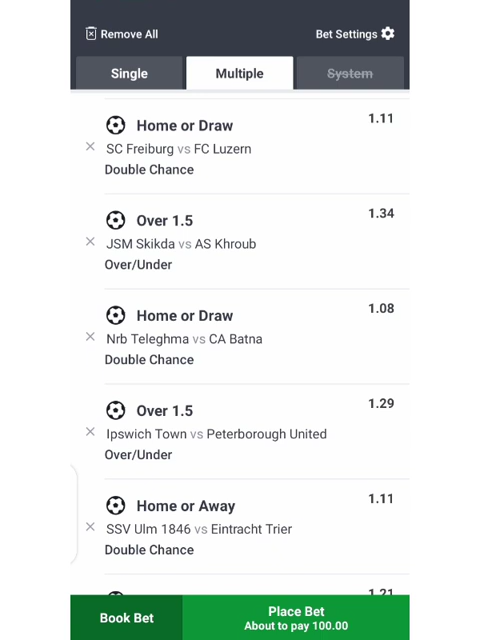 Remove All
Bet Settings
Single
Multiple
System
Home or Draw
1.11
SC Freiburg vs FC Luzern
Double Chance
Over 1.5
1.34
JSM Skikda vs AS Khroub
Over/Under
Home or Draw
1.08
Nrb Teleghma vs CA Batna
Double Chance
Over 1.5
1.29
Ipswich Town vs Peterborough United
Over/Under
Home or Away
1.11
SSV Ulm 1846 vs Eintracht Trier
Double Chance
1.21
Book Bet
Place Bet
About to pay 100.00